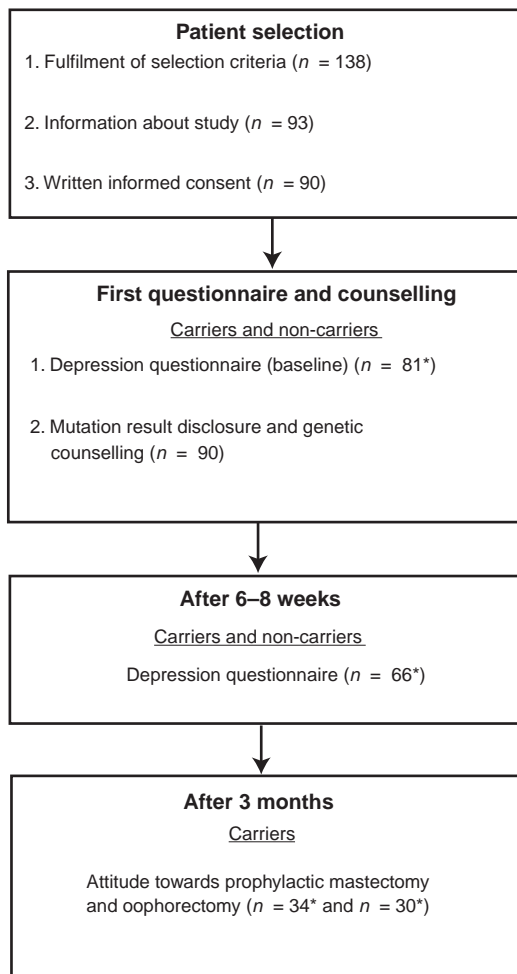 Patient selection
1. Fulfilment of selection criteria (n = 138)
2. Information about study (n = 93)
3. Written informed consent (n = 90)
First questionnaire and counselling
Carriers and non-carriers
1. Depression questionnaire (baseline) (n = 81*)
2. Mutation result disclosure and genetic
counselling (n = 90)
After 6–8 weeks
Carriers and non-carriers
Depression questionnaire (n = 66*)
After 3 months
Carriers
Attitude towards prophylactic mastectomy
and oophorectomy (n = 34* and n = 30*)